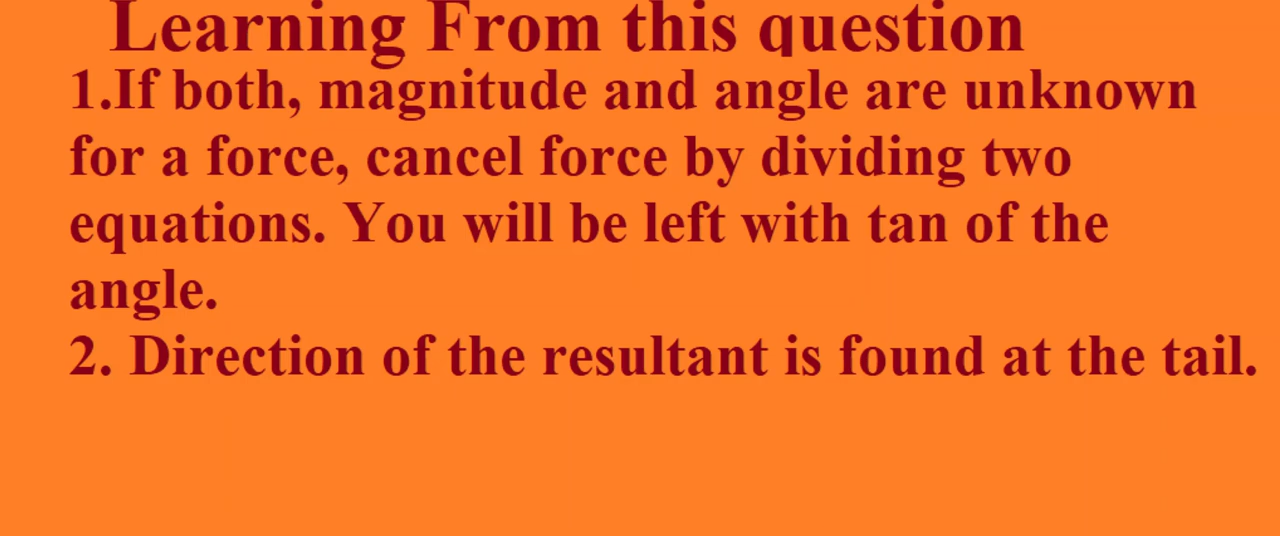 Learning From this question
1.If both, magnitude and angle are unknown
for a force, cancel force by dividing two
equations. You will be left with tan of the
angle.
2. Direction of the resultant is found at the tail.